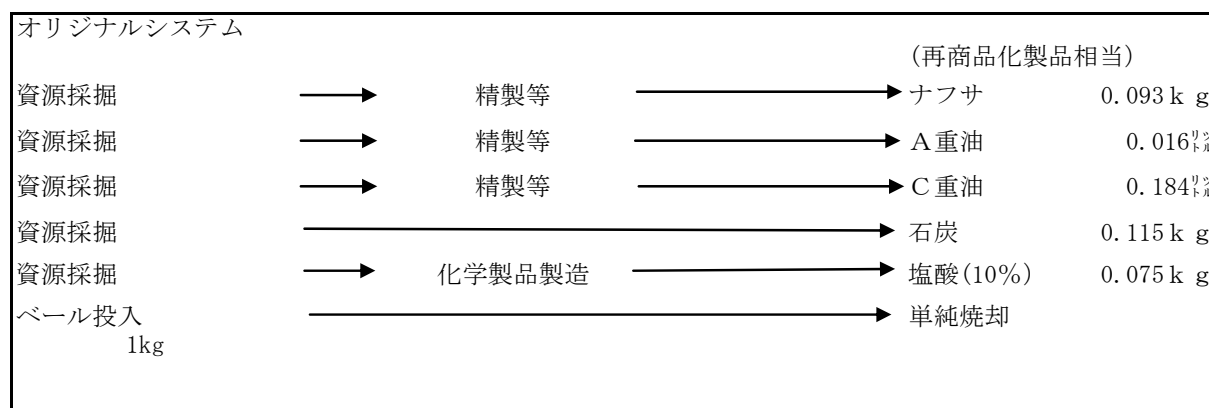 オリジナルシステム
(再商品化製品相当)
資源採掘 精製等 ナフサ 0.093ｋｇ
資源採掘 精製等 Ａ重油 0.016㍑
資源採掘 精製等 Ｃ重油 0.184㍑
資源採掘 石炭 0.115ｋｇ
資源採掘 化学製品製造 塩酸(10％) 0.075ｋｇ
ベール投入 単純焼却
1kg